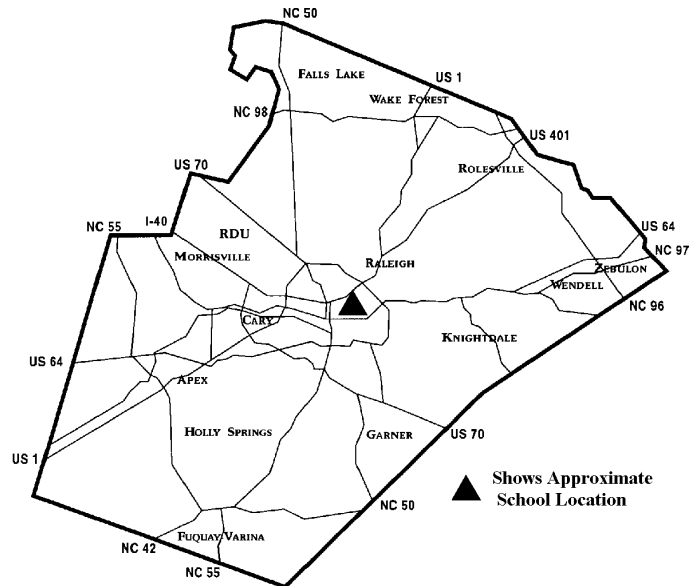 NC 50
FALLS LAKE
US 1
WAKE FOREST
NC 98
US 401
ROLESVILLE
US 70
NC 55
I-40
RDU
US 64
MORRISVILLE
RALEIGH
NC 97
ZEBULON
WENDELL
NC 96
CARY
KNIGHTDALE
US 64
APEX
HOLLY SPRINGS
GARNER
US 70
US 1
Shows Approximate
School Location
NC 50
FUQUAY VARINA
NC 42
NC 55